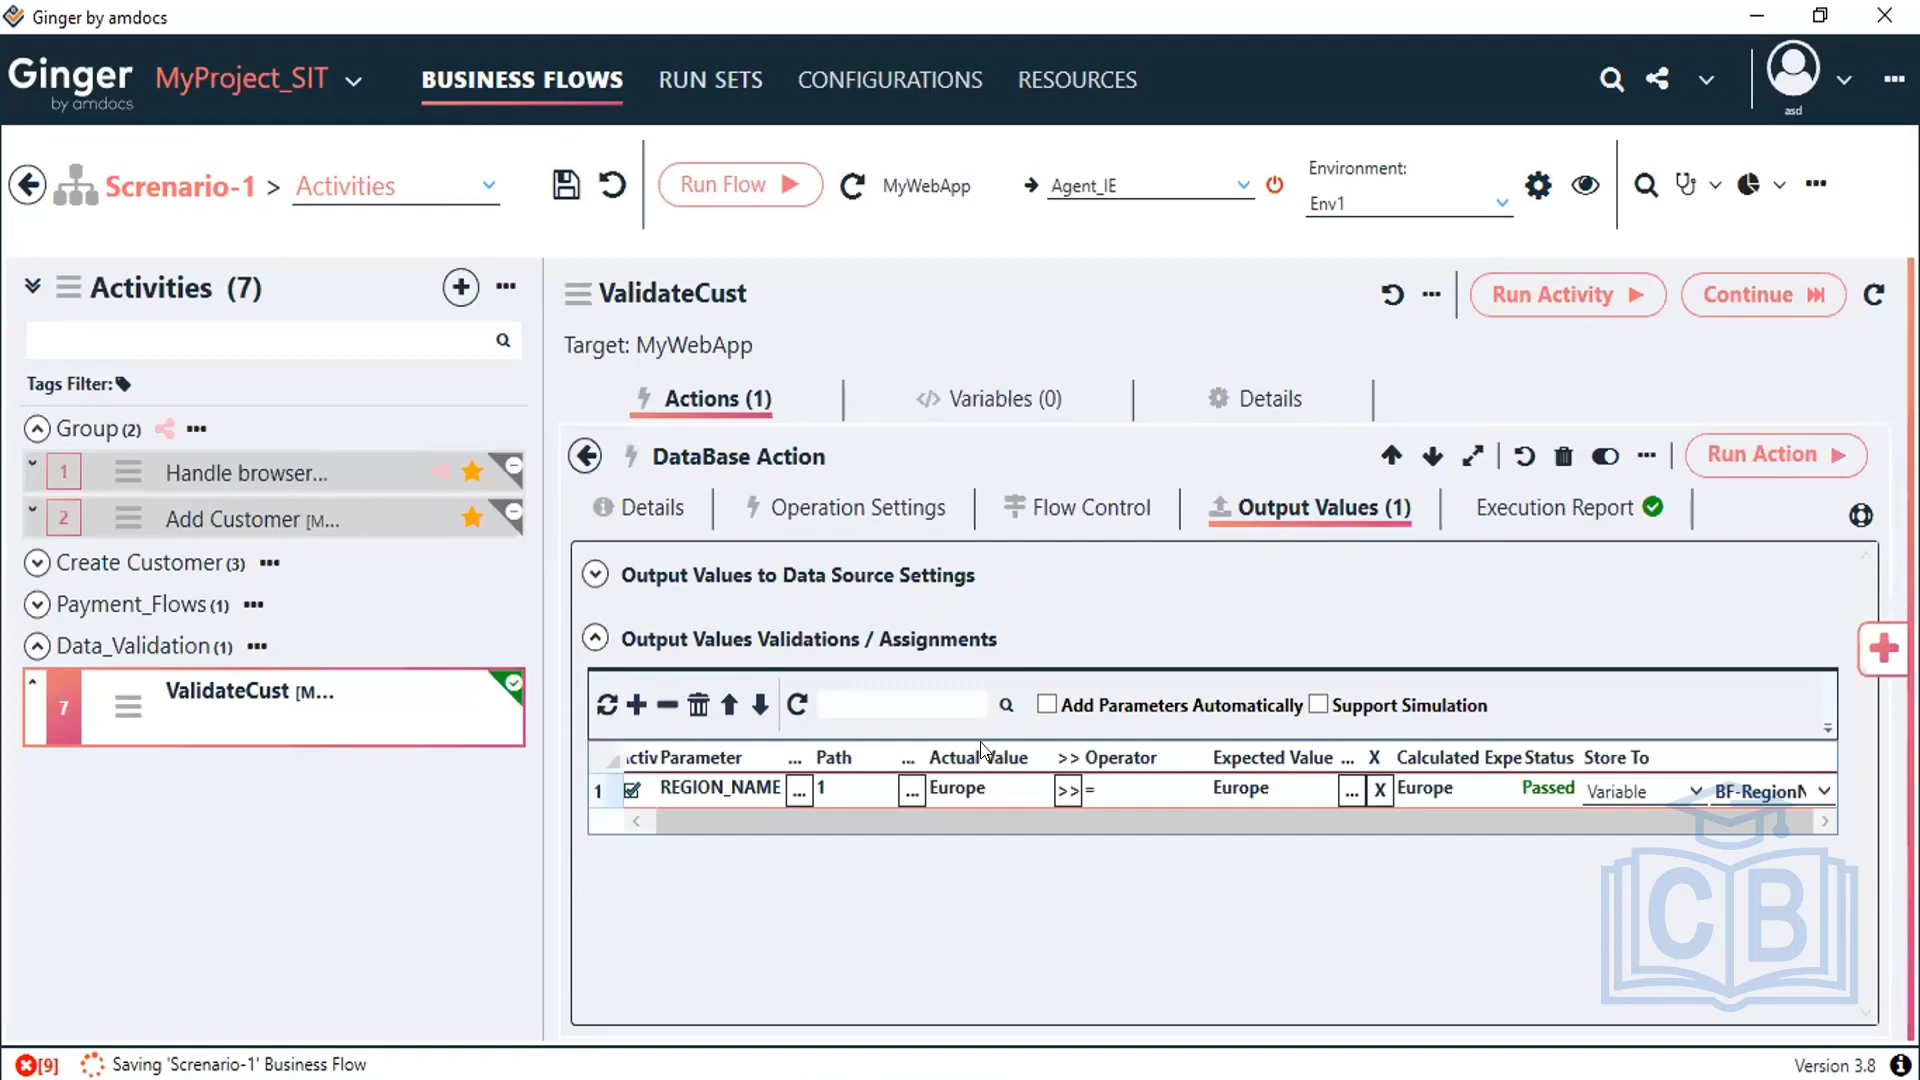 Ginger by amdocs
Ginger
by amdocs
MyProject_SIT
BUSINESS FLOWS
RUN SETS
CONFIGURATIONS
RESOURCES
asd
Screnario-1 > Activities
Run Flow
MyWebApp
Agent_IE
Environment:
Env1
Activities (7)
Tags Filter:
Group (2)
1 Handle browser...
2 Add Customer [M...
Create Customer (3)
Payment_Flows (1)
Data_Validation (1)
7 ValidateCust [M...
ValidateCust
Run Activity
Continue
Target: MyWebApp
Actions (1)
Variables (0)
Details
DataBase Action
Run Action
Details
Operation Settings
Flow Control
Output Values (1)
Execution Report
Output Values to Data Source Settings
Output Values Validations / Assignments
Add Parameters Automatically
Support Simulation
ctiv Parameter ... Path ... Actual Value >> Operator Expected Value ... X Calculated Expe Status Store To
1 REGION_NAME ... 1 ... Europe >> = Europe ... X Europe Passed Variable BF-RegionN
CB
[9] Saving 'Screnario-1' Business Flow
Version 3.8